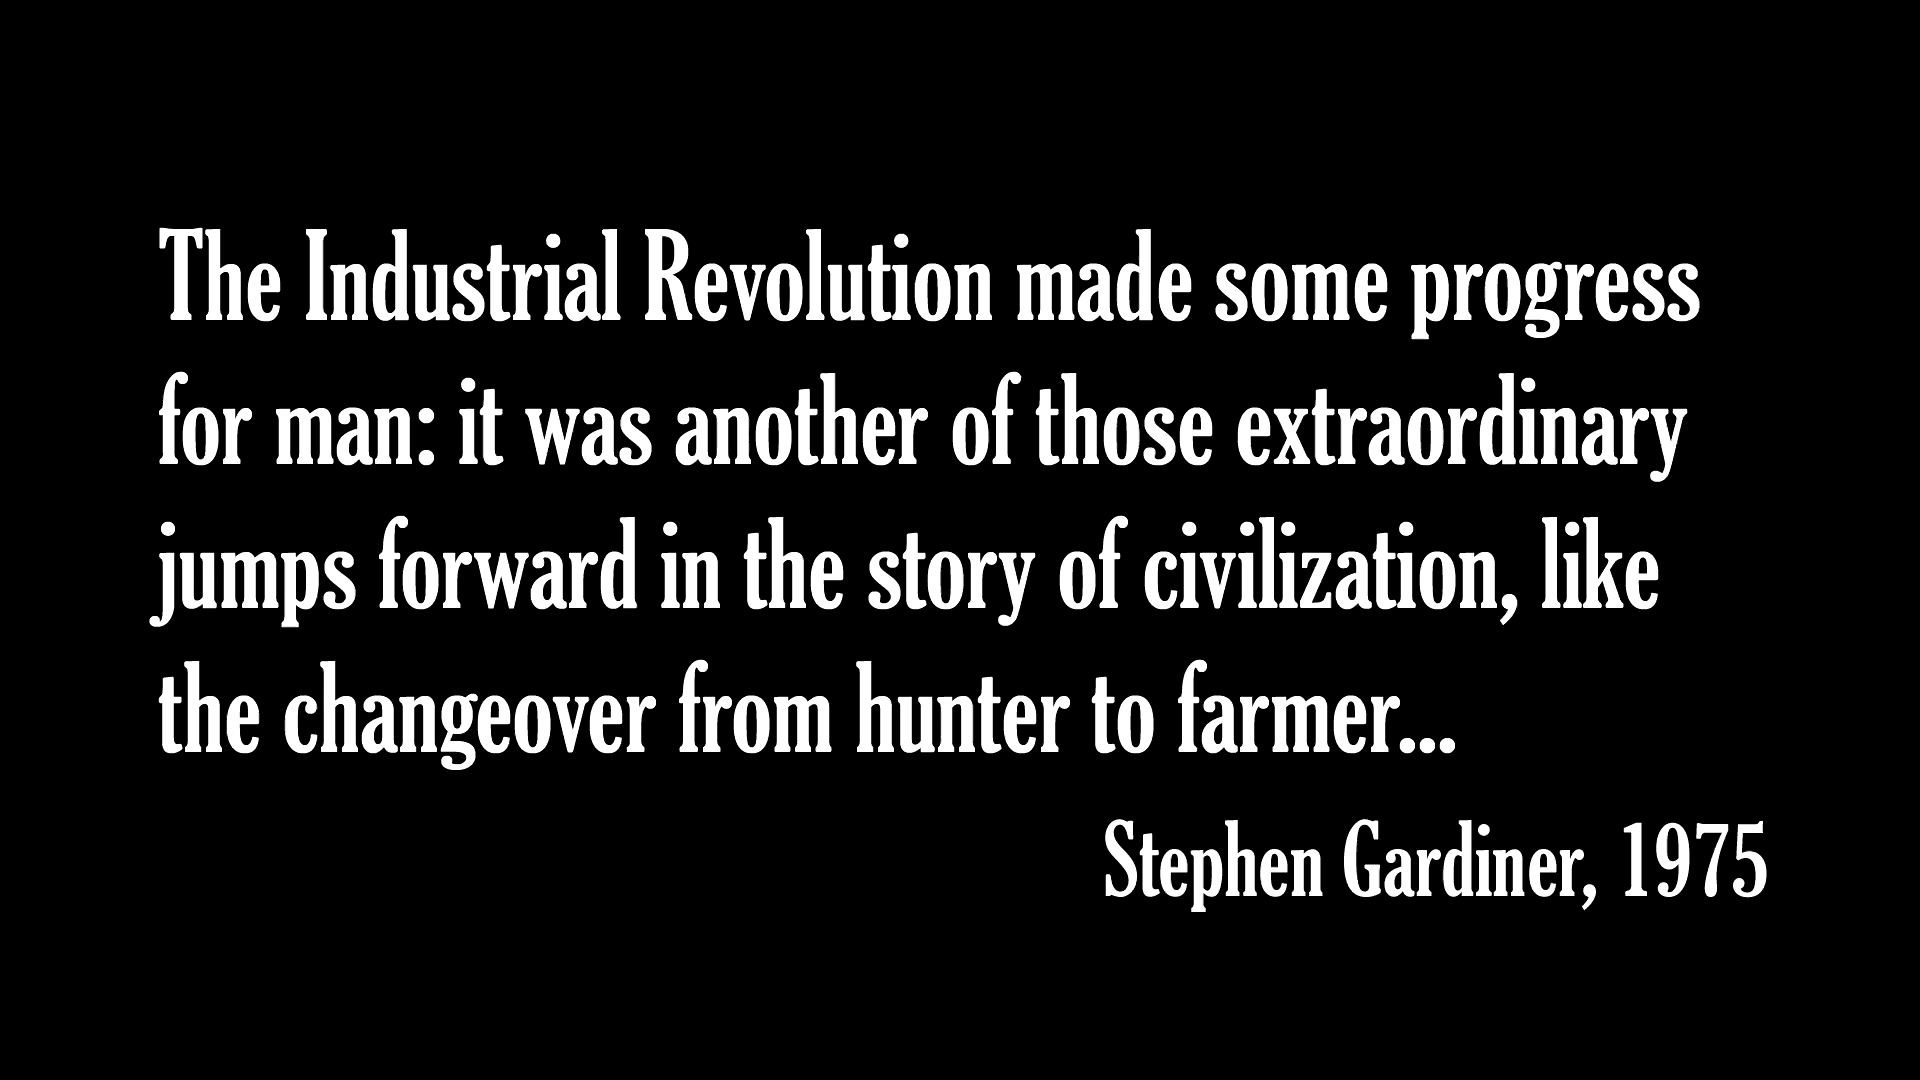 The Industrial Revolution made some progress
for man: it was another of those extraordinary
jumps forward in the story of civilization, like
the changeover from hunter to farmer...
Stephen Gardiner, 1975